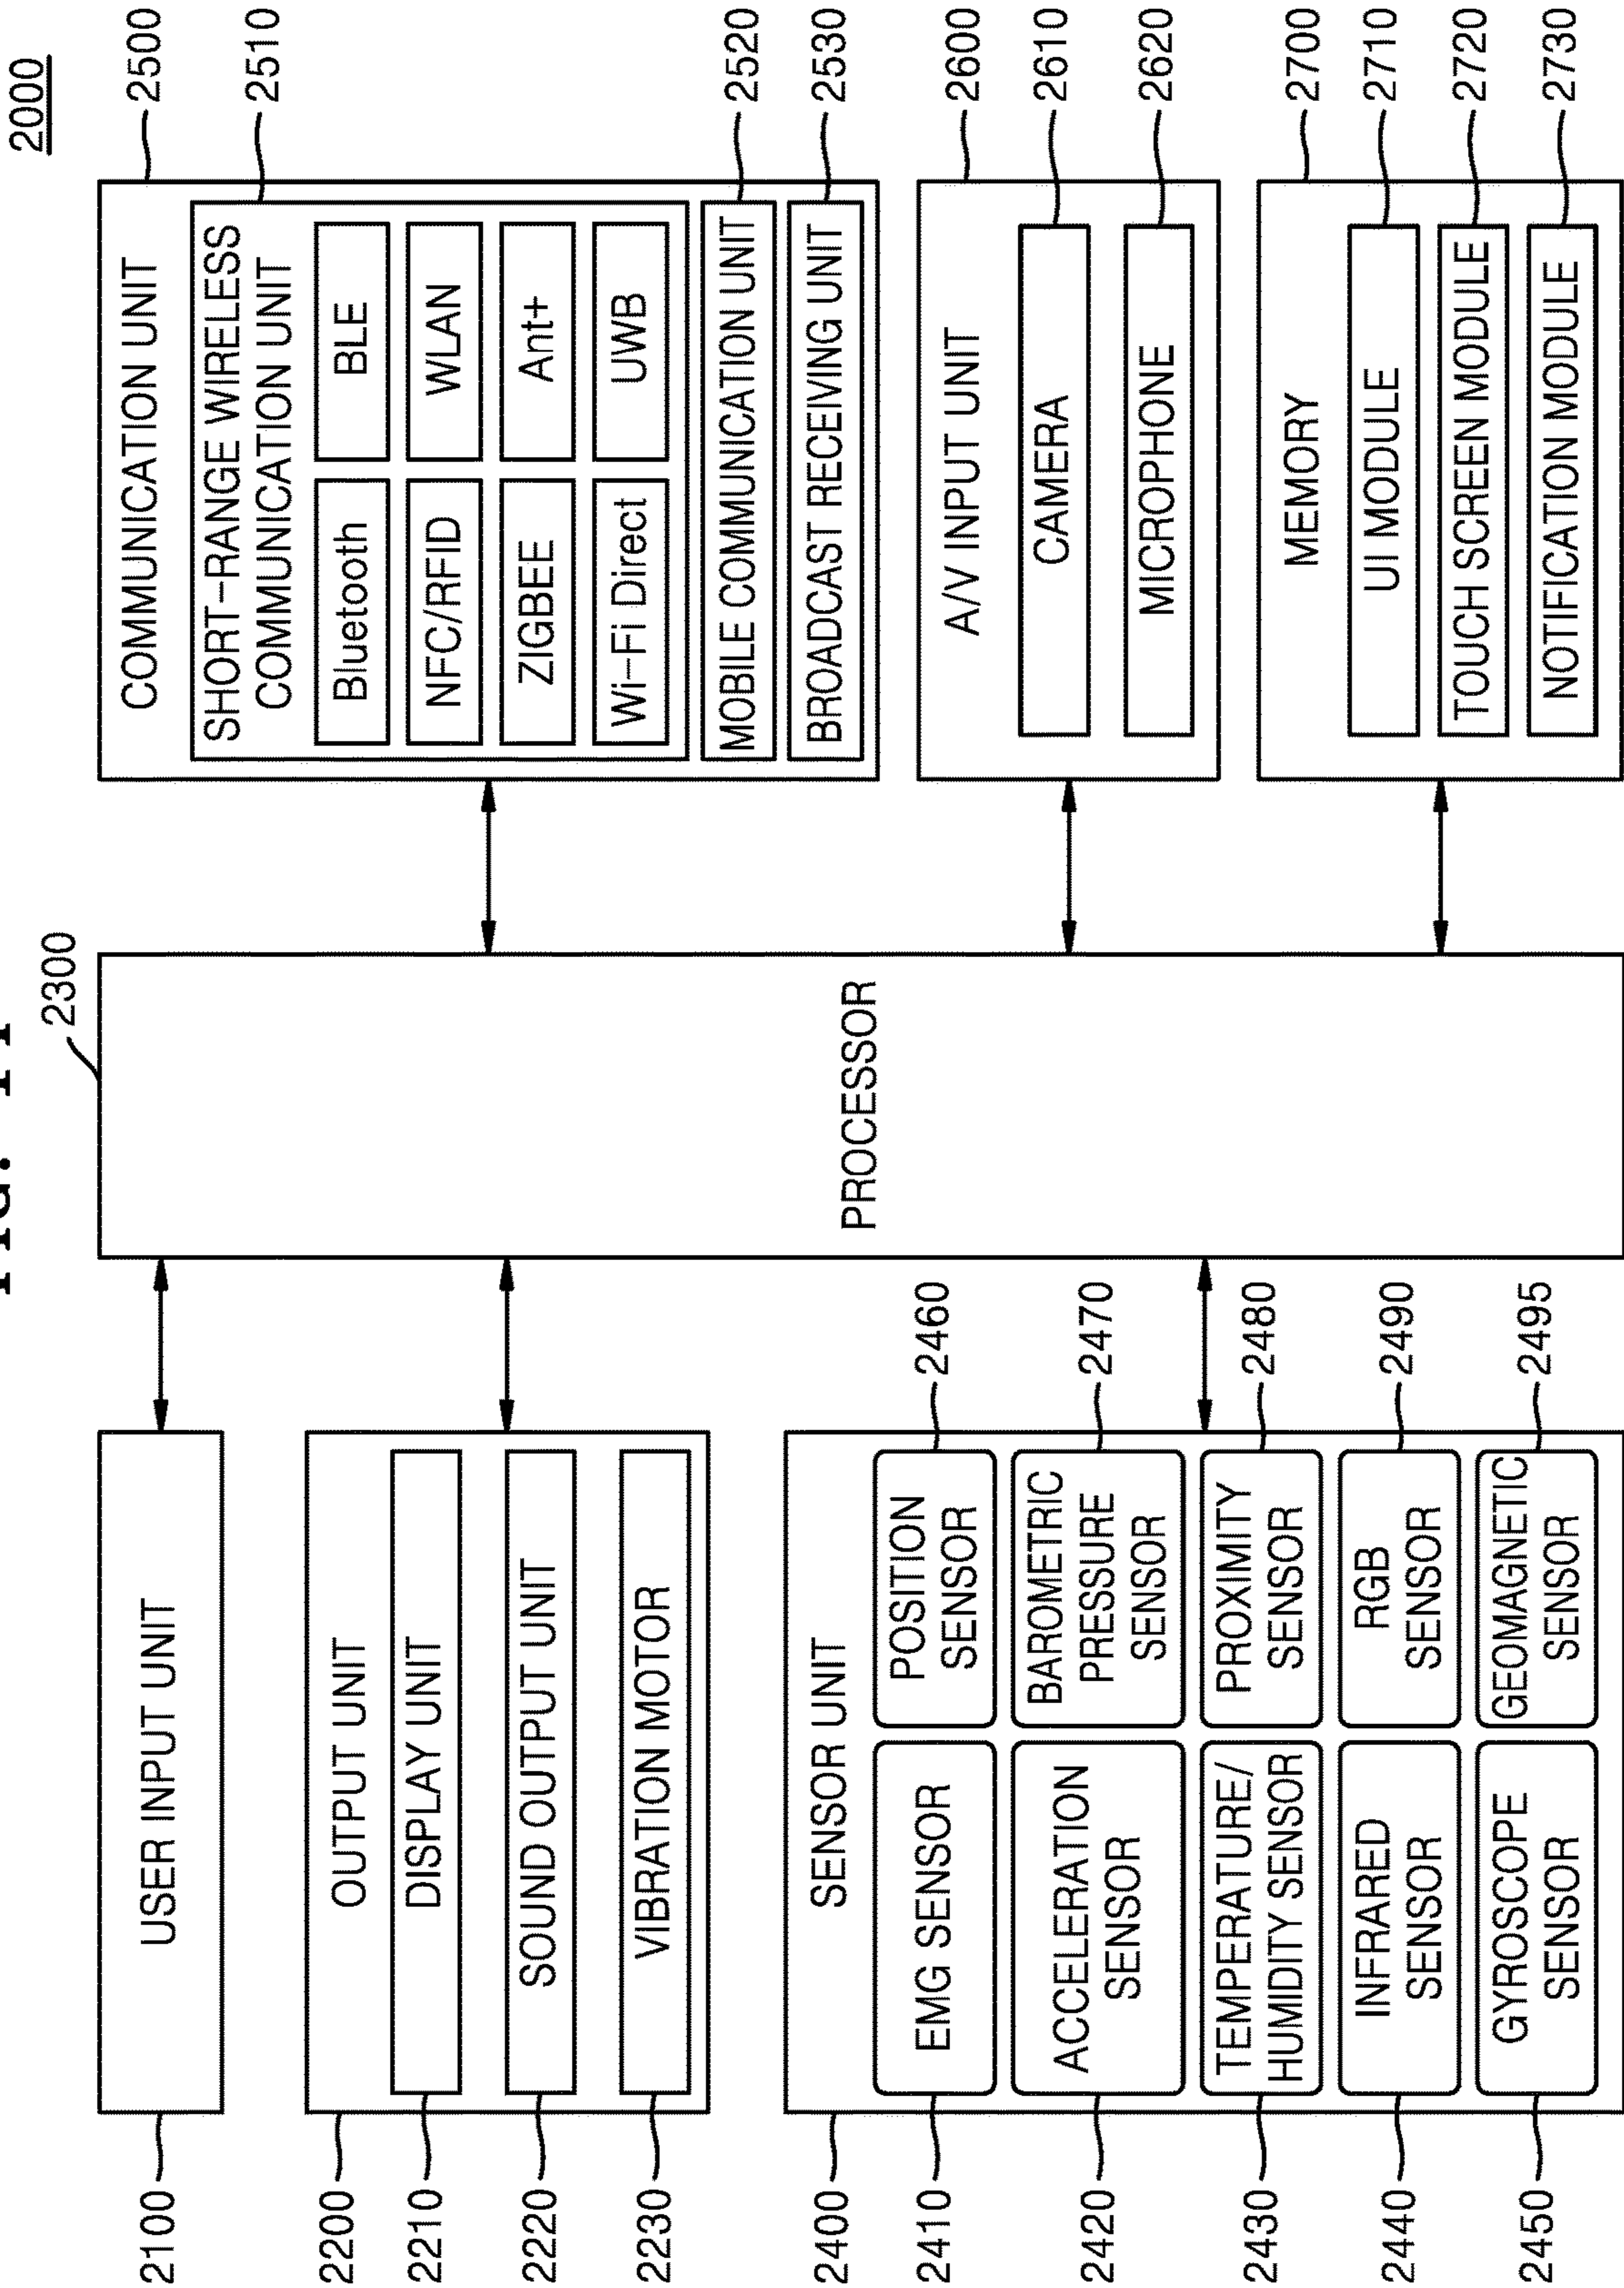 FIG.
2000
2300
2100
USER INPUT UNIT
2200
OUTPUT UNIT
2210
DISPLAY UNIT
2220
SOUND OUTPUT UNIT
2230
VIBRATION MOTOR
2400
SENSOR UNIT
2410
EMG SENSOR
POSITION
SENSOR
2460
2420
ACCELERATION
SENSOR
BAROMETRIC
PRESSURE
SENSOR
2470
2430
TEMPERATURE/
HUMIDITY SENSOR
PROXIMITY
SENSOR
2480
2440
INFRARED
SENSOR
RGB
SENSOR
2490
2450
GYROSCOPE
SENSOR
GEOMAGNETIC
SENSOR
2495
PROCESSOR
COMMUNICATION UNIT
2500
SHORT-RANGE WIRELESS
COMMUNICATION UNIT
2510
Bluetooth
BLE
NFC/RFID
WLAN
ZIGBEE
Ant+
Wi-Fi Direct
UWB
MOBILE COMMUNICATION UNIT
2520
BROADCAST RECEIVING UNIT
2530
A/V INPUT UNIT
2600
CAMERA
2610
MICROPHONE
2620
MEMORY
2700
UI MODULE
2710
TOUCH SCREEN MODULE
2720
NOTIFICATION MODULE
2730